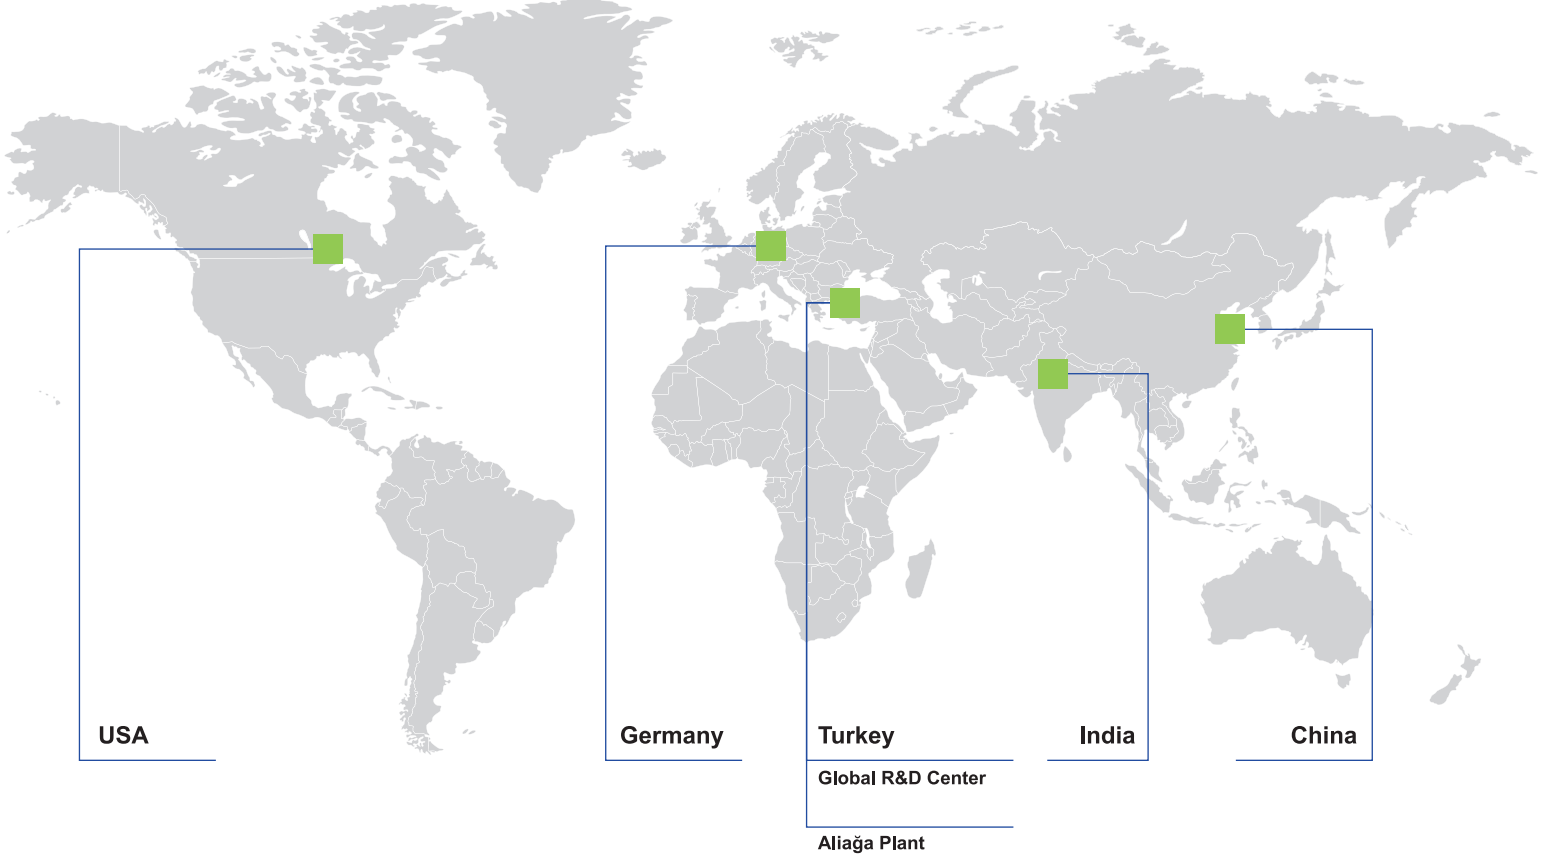 USA
Germany
Turkey
India
China
Global R&D Center
Aliağa Plant